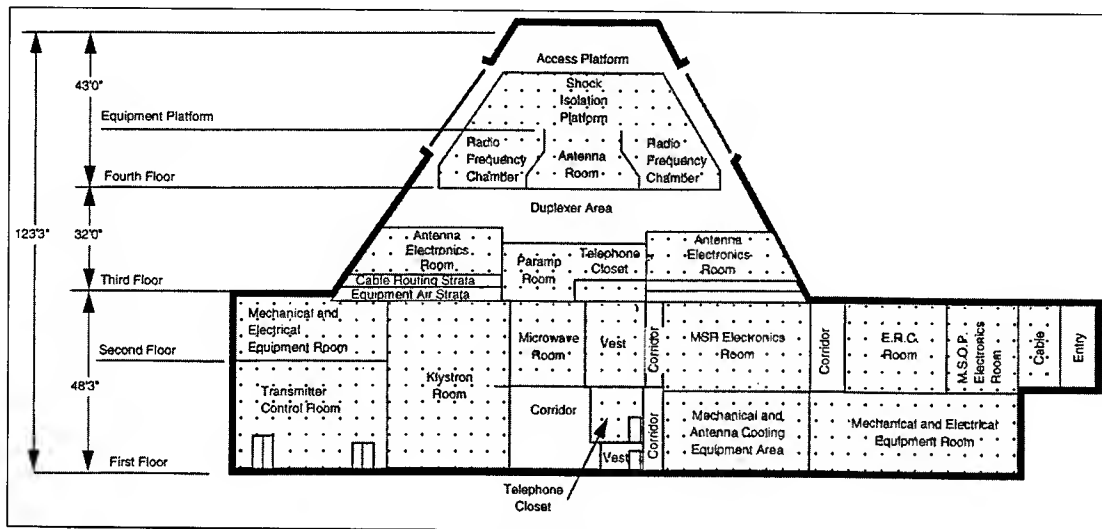 Access Platform
43'0"
Shock
Isolation
Platform
Equipment Platform
Radio
Frequency
Chamber
Antenna
Room
Radio
Frequency
Chamber
Fourth Floor
Duplexer Area
123'3"
32'0"
Antenna
Electronics
Room
Paramp
Room
Telephone
Closet
Antenna
Electronics
Room
Cable Routing Strata
Third Floor
Equipment Air Strata
Mechanical and
Electrical
Equipment Room
Microwave
Room
Vest
Corridor
MSR Electronics
Room
Corridor
E.R.C.
Room
M.S.O.P.
Electronics
Room
Cable
Entry
Second Floor
48'3"
Transmitter
Control Room
Klystron
Room
Corridor
Corridor
Mechanical and
Antenna Cooling
Equipment Area
Mechanical and Electrical
Equipment Room
Vest
First Floor
Telephone
Closet